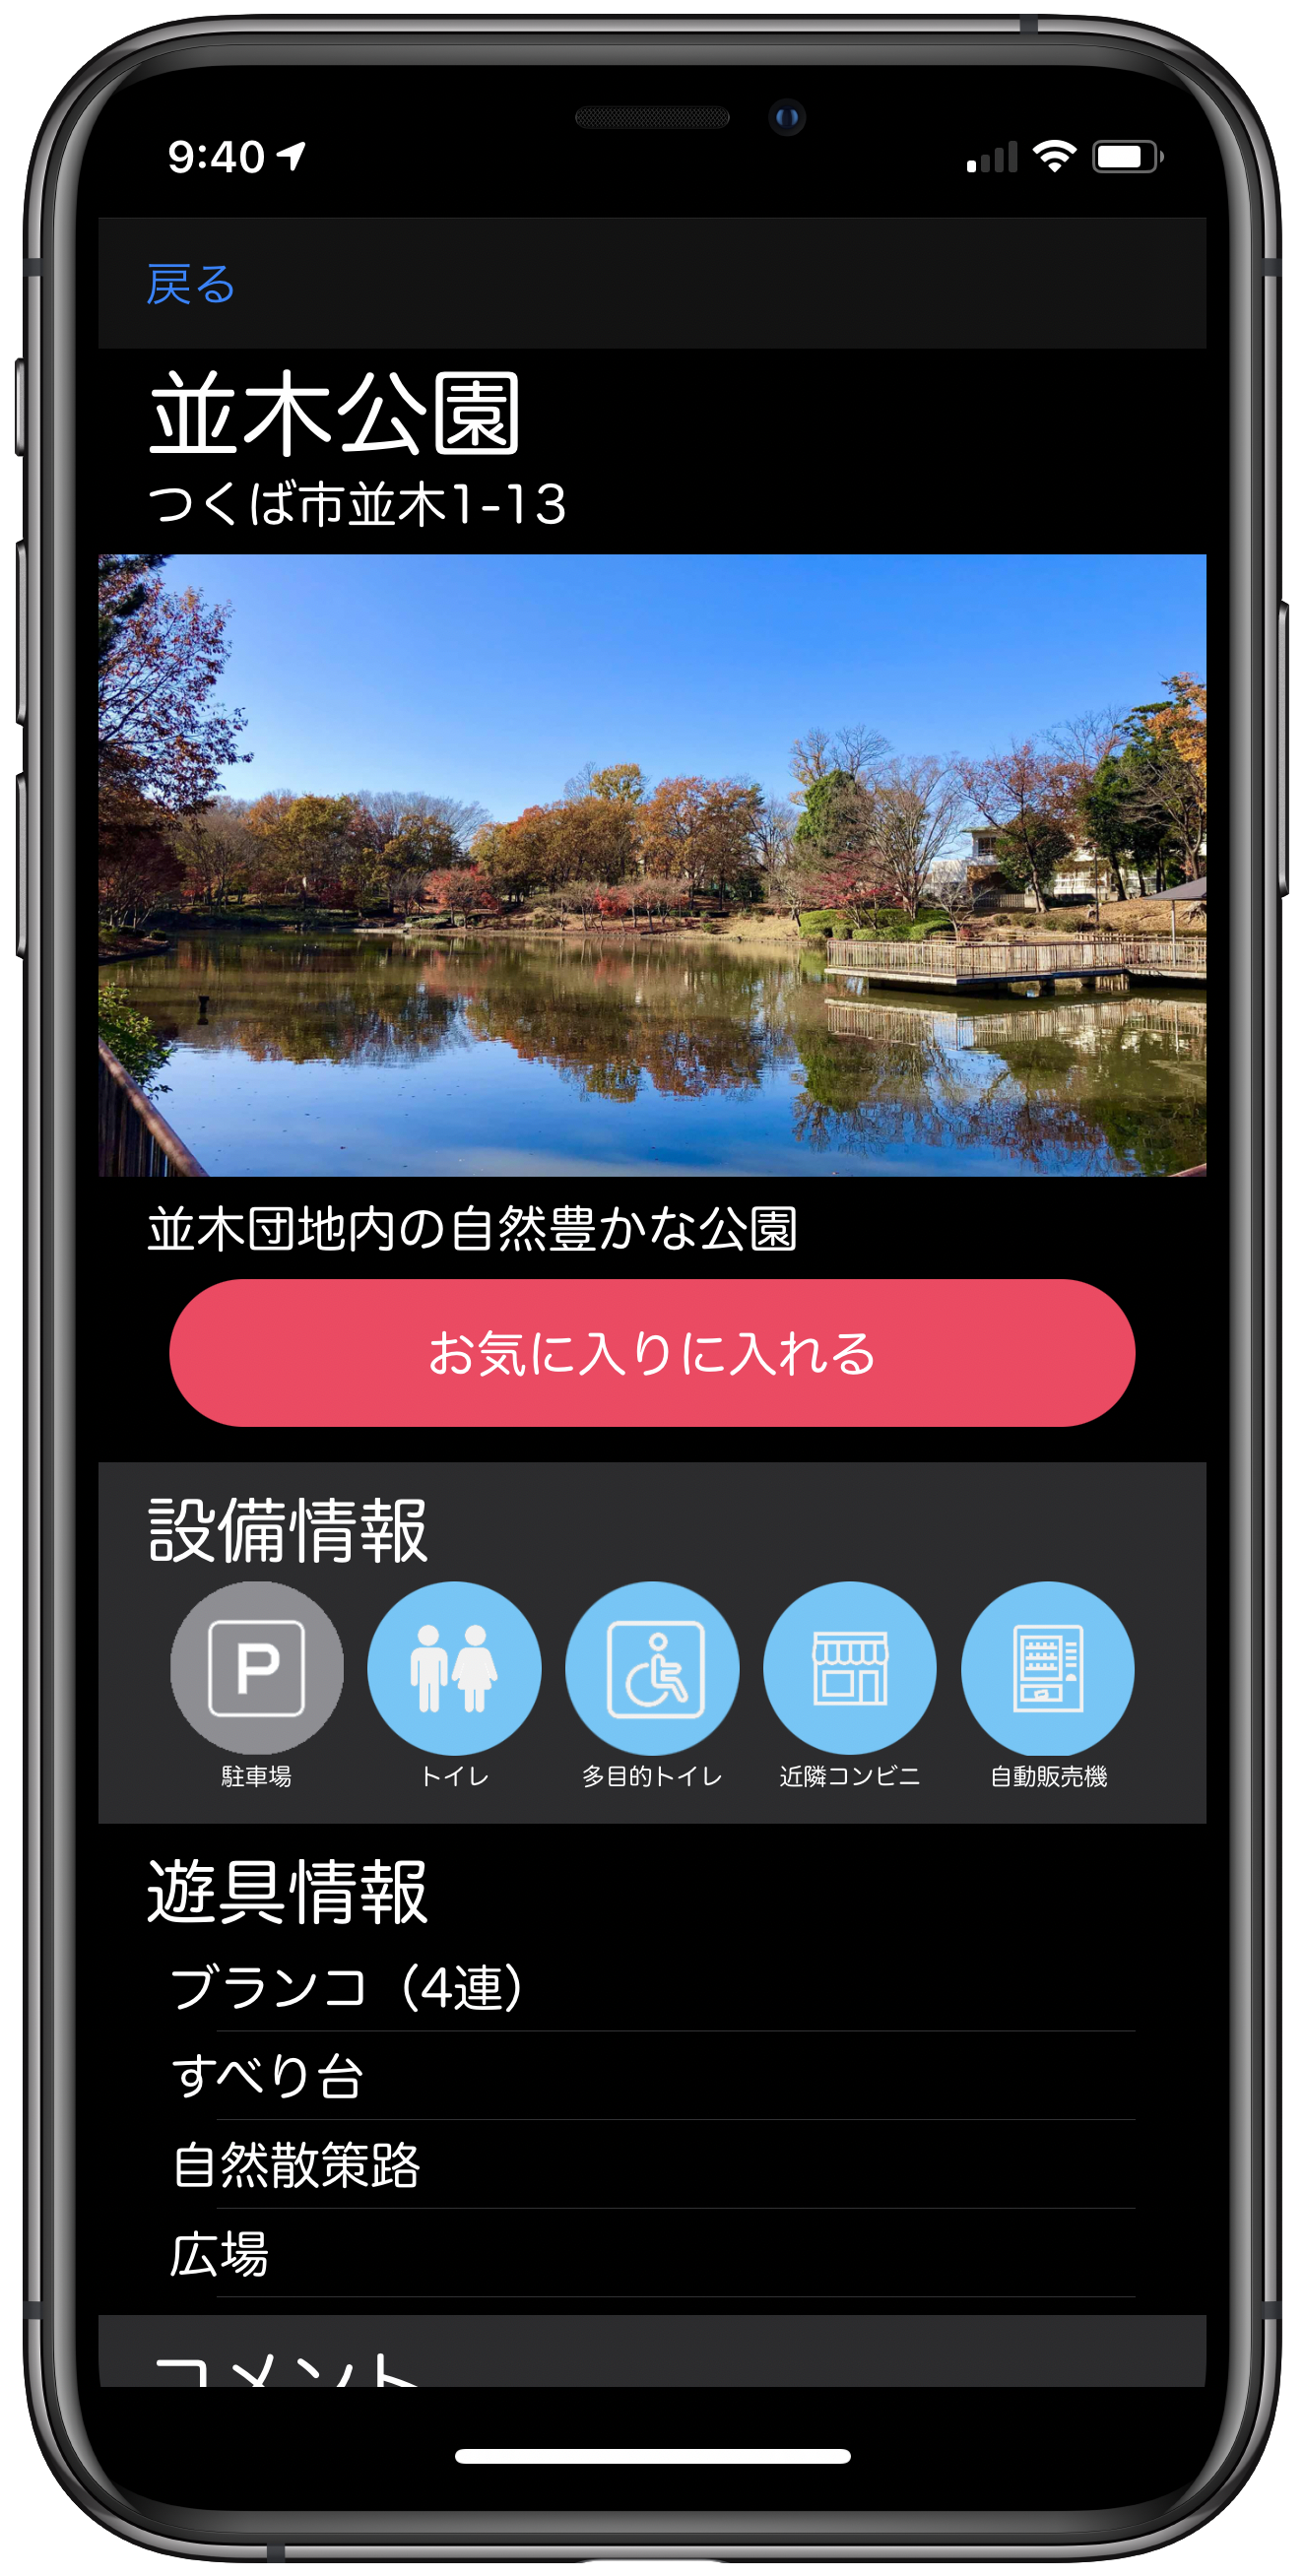 9:40
戻る
並木公園
つくば市並木1-13
並木団地内の自然豊かな公園
お気に入りに入れる
設備情報
P
駐車場 トイレ 多目的トイレ 近隣コンビニ 自動販売機
遊具情報
ブランコ（4連）
すべり台
自然散策路
広場
コメント